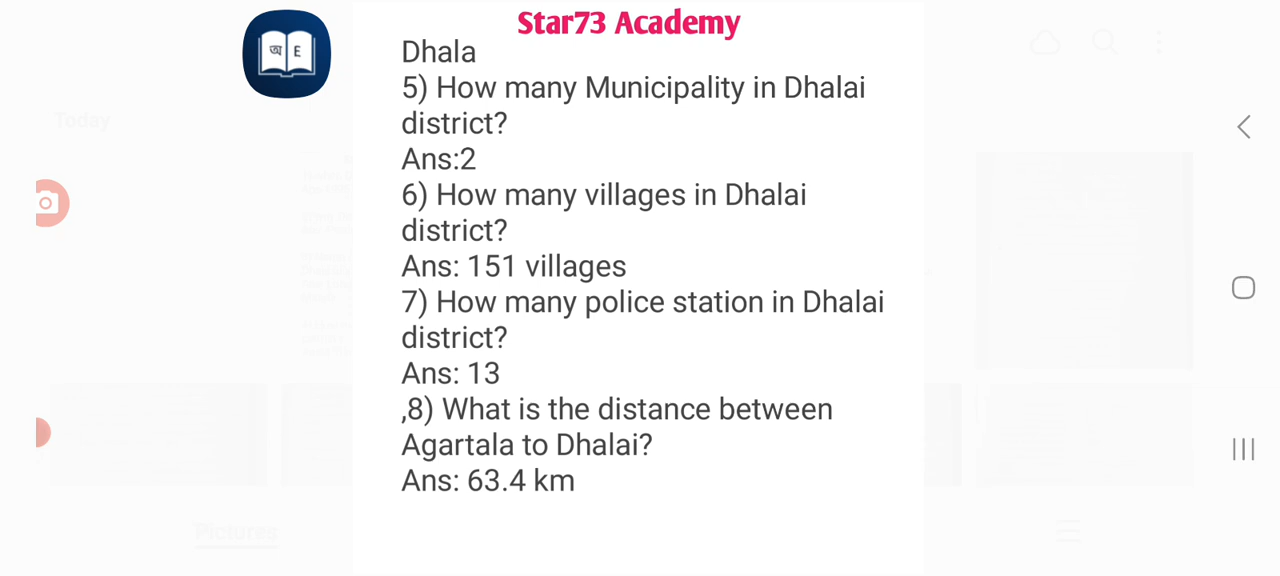 Star73 Academy
অ E
Dhala
5) How many Municipality in Dhalai
district?
Ans:2
6) How many villages in Dhalai
district?
Ans: 151 villages
7) How many police station in Dhalai
district?
Ans: 13
,8) What is the distance between
Agartala to Dhalai?
Ans: 63.4 km
Today
Pictures